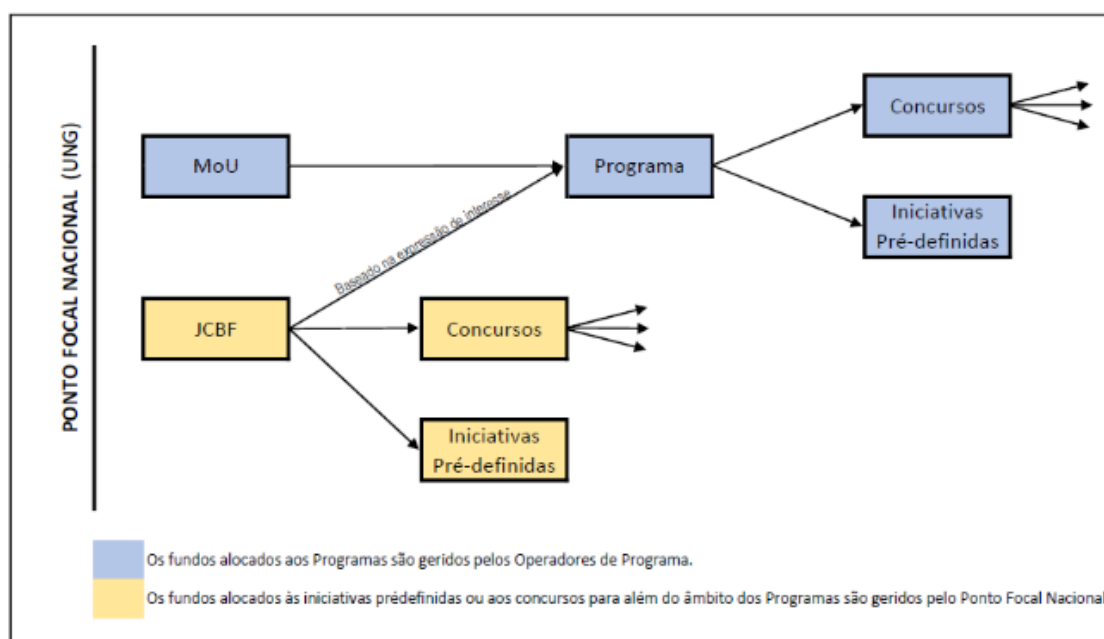 PONTO FOCAL NACIONAL (UNG)
MoU
Programa
Concursos
Iniciativas
Pré-definidas
Baseado na expressão de interesse
JCBF
Concursos
Iniciativas
Pré-definidas
Os fundos alocados aos Programas são geridos pelos Operadores de Programa.
Os fundos alocados às iniciativas prédefinidas ou aos concursos para além do âmbito dos Programas são geridos pelo Ponto Focal Nacional